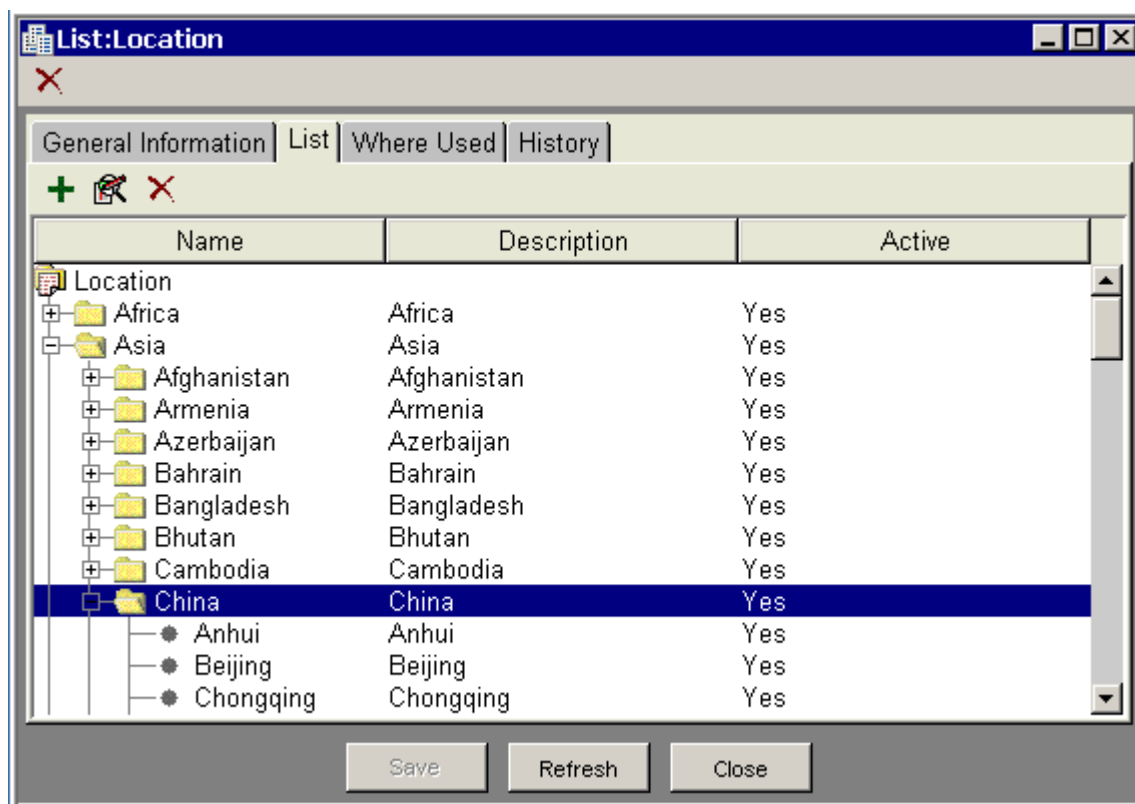 List:Location
General Information List Where Used History
Name Description Active
Location
Africa Africa Yes
Asia Asia Yes
Afghanistan Afghanistan Yes
Armenia Armenia Yes
Azerbaijan Azerbaijan Yes
Bahrain Bahrain Yes
Bangladesh Bangladesh Yes
Bhutan Bhutan Yes
Cambodia Cambodia Yes
China China Yes
Anhui Anhui Yes
Beijing Beijing Yes
Chongqing Chongqing Yes
Save Refresh Close